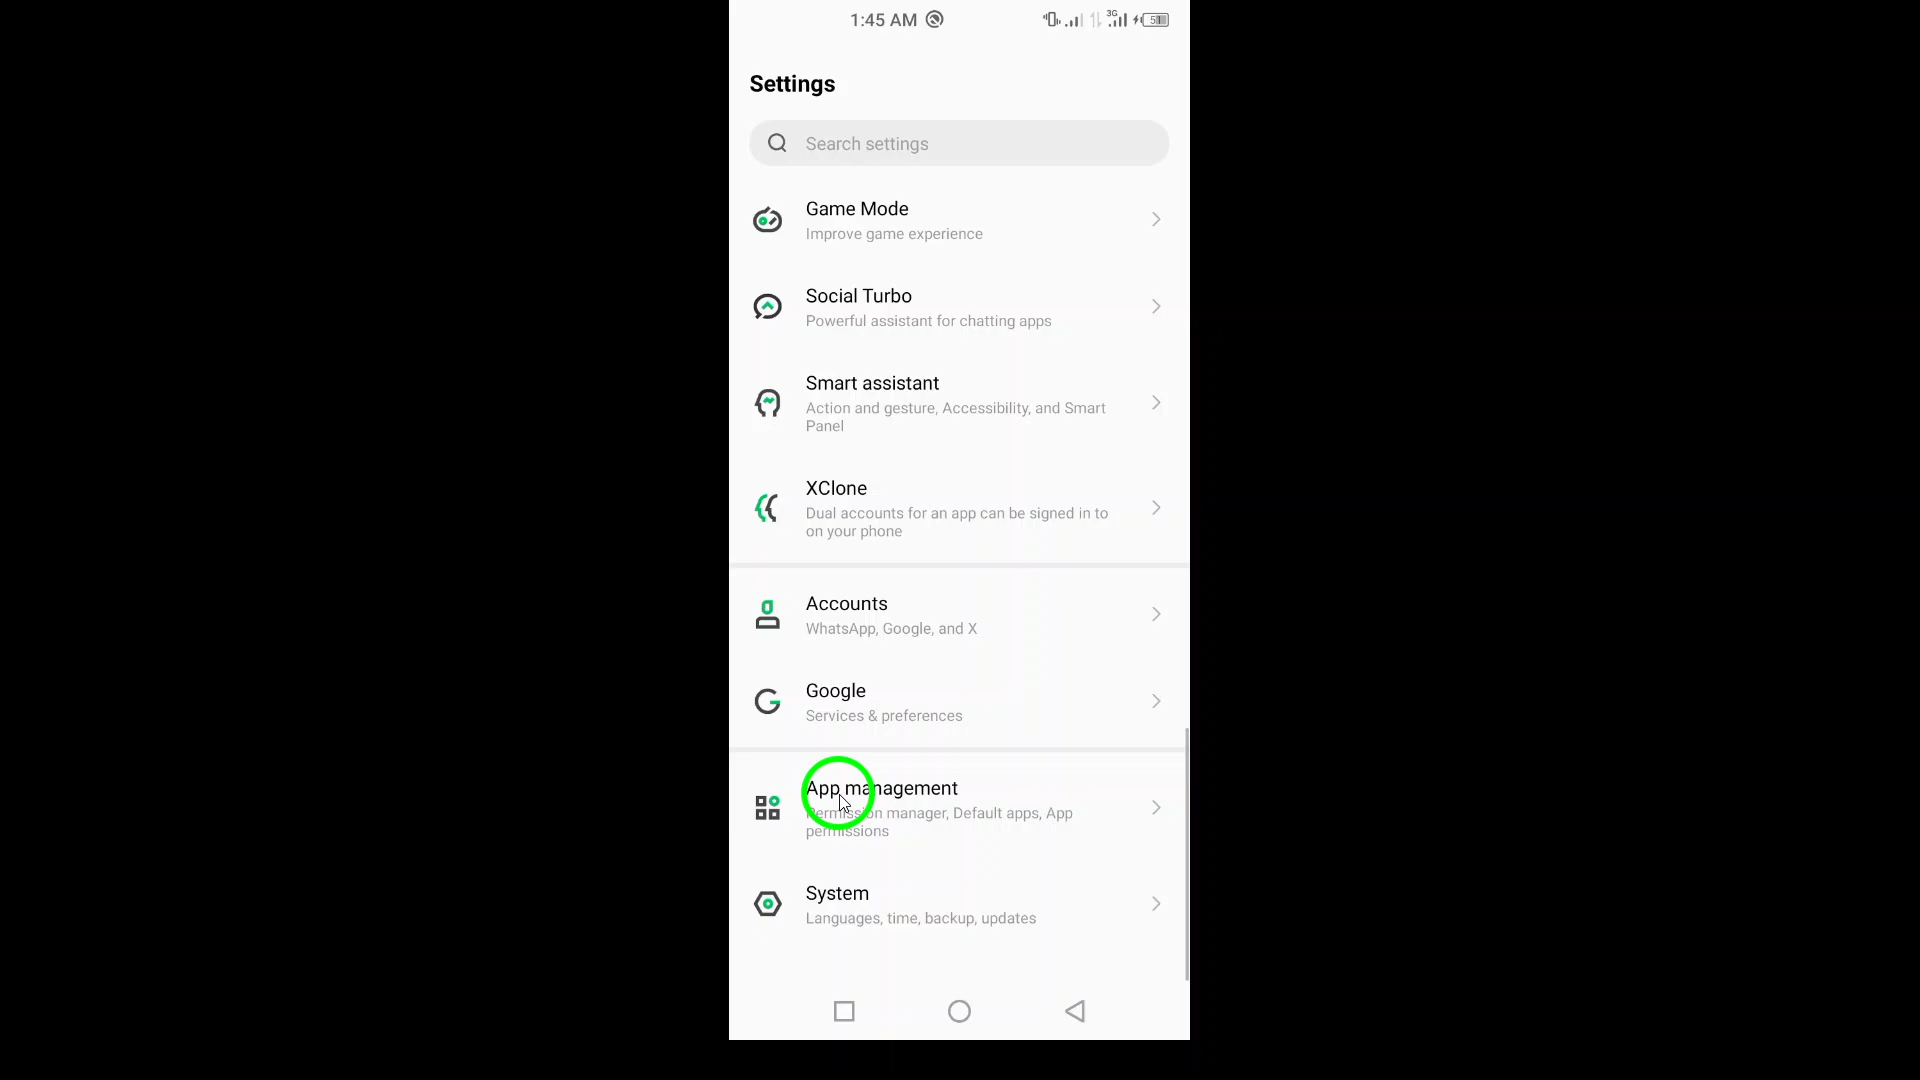 1:45 AM
3G
51
Settings
Search settings
Game Mode
Improve game experience
Social Turbo
Powerful assistant for chatting apps
Smart assistant
Action and gesture, Accessibility, and Smart
Panel
XClone
Dual accounts for an app can be signed in to
on your phone
Accounts
WhatsApp, Google, and X
Google
Services & preferences
App management
Permission manager, Default apps, App
permissions
System
Languages, time, backup, updates